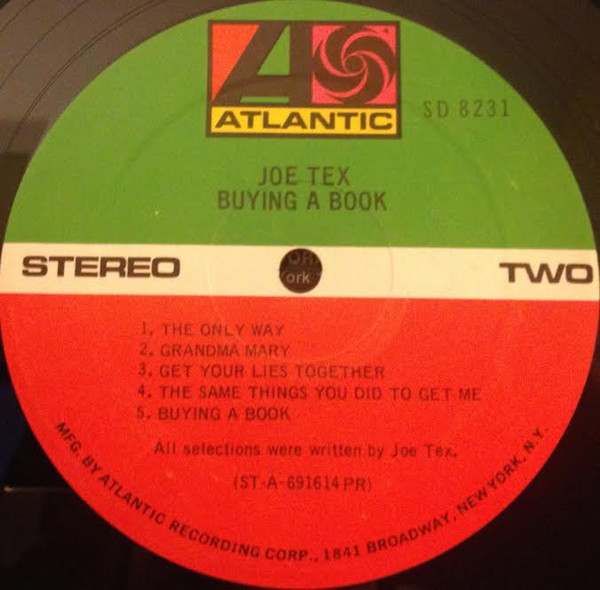 ATLANTIC
SD 8231
JOE TEX
BUYING A BOOK
STEREO
TWO
1. THE ONLY WAY
2. GRANDMA MARY
3. GET YOUR LIES TOGETHER
4. THE SAME THINGS YOU DID TO GET ME
5. BUYING A BOOK
All selections were written by Joe Tex.
(ST-A-691614 PR)
MFG. BY ATLANTIC RECORDING CORP., 1841 BROADWAY, NEW YORK, N.Y.